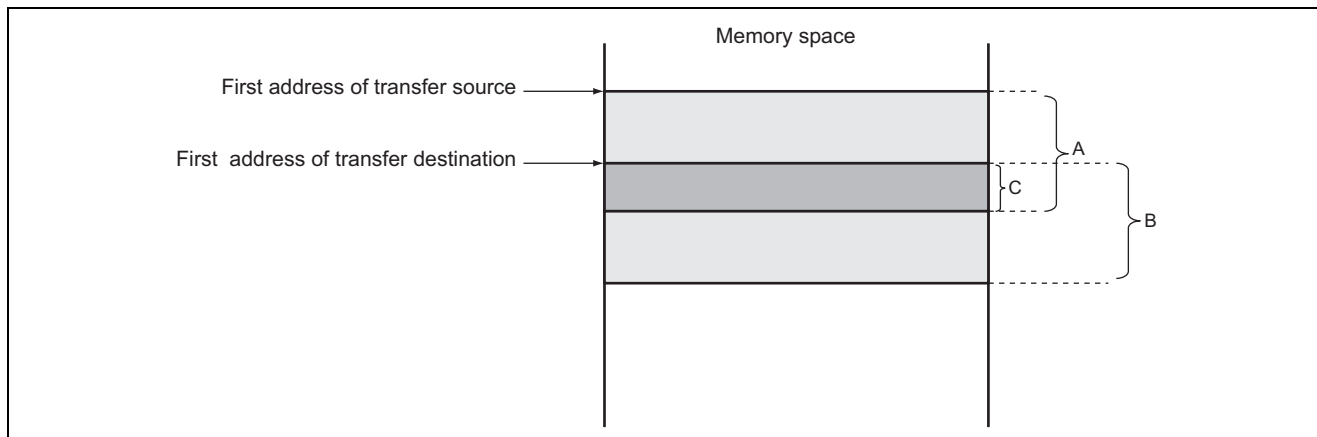 Memory space
First address of transfer source
First address of transfer destination
A
C
B